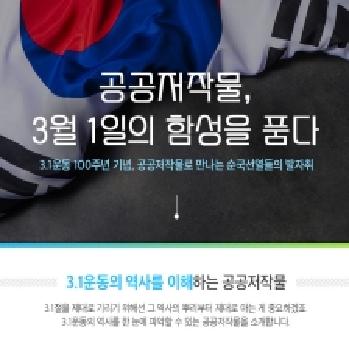 공공저작물,
3월 1일의 함성을 품다
3.1운동 100주년 기념, 공공저작물로 만나는 순국선열들의 발자취
3.1운동의 역사를 이해하는 공공저작물
3.1절을 제대로 기리기 위해선 그 역사의 뿌리부터 제대로 아는 게 중요하겠죠
3.1운동의 역사를 한 눈에 파악할 수 있는 공공저작물을 소개합니다.